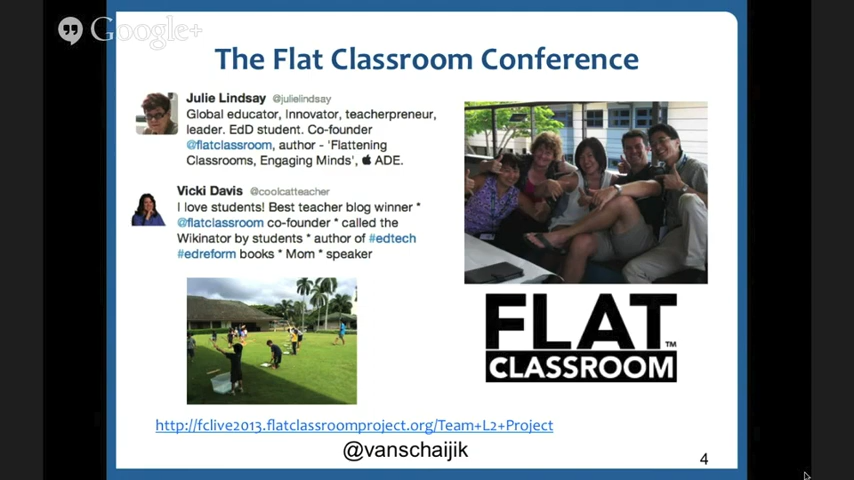 Google+
The Flat Classroom Conference
Julie Lindsay @julielindsay
Global educator, Innovator, teacherpreneur,
leader. EdD student. Co-founder
@flatclassroom, author - 'Flattening
Classrooms, Engaging Minds', ADE.
Vicki Davis @coolcatteacher
I love students! Best teacher blog winner *
@flatclassroom co-founder * called the
Wikinator by students * author of #edtech
#edreform books * Mom * speaker
FLAT™
CLASSROOM
http://fclive2013.flatclassroomproject.org/Team+L2+Project
@vanschaijik
4